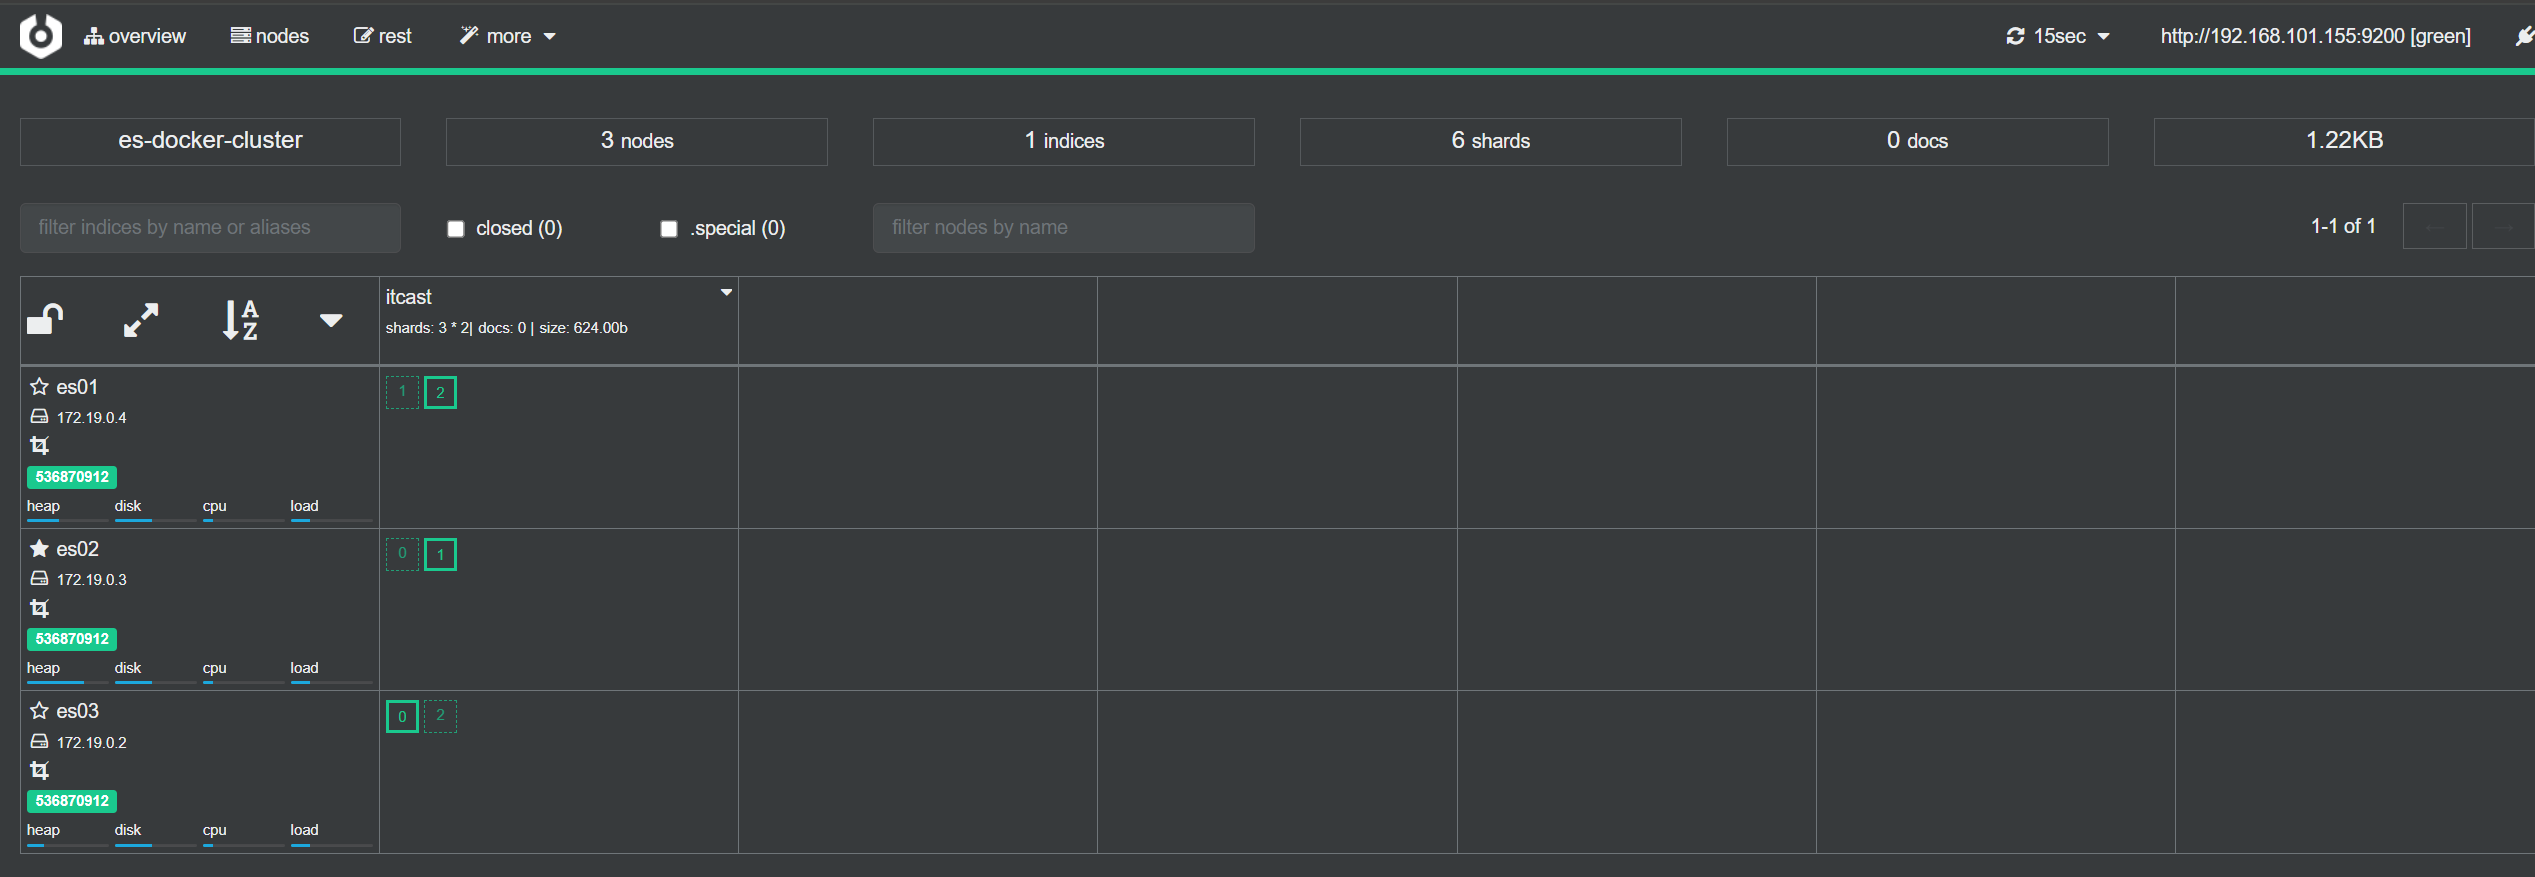 overview nodes rest more 15sec http://192.168.101.155:9200 [green]
es-docker-cluster 3 nodes 1 indices 6 shards 0 docs 1.22KB
filter indices by name or aliases closed (0) .special (0) filter nodes by name 1-1 of 1 ← →
A Z
itcast
shards: 3 * 2| docs: 0 | size: 624.00b
es01
172.19.0.4
536870912
heap disk cpu load
1 2
es02
172.19.0.3
536870912
heap disk cpu load
0 1
es03
172.19.0.2
536870912
heap disk cpu load
0 2